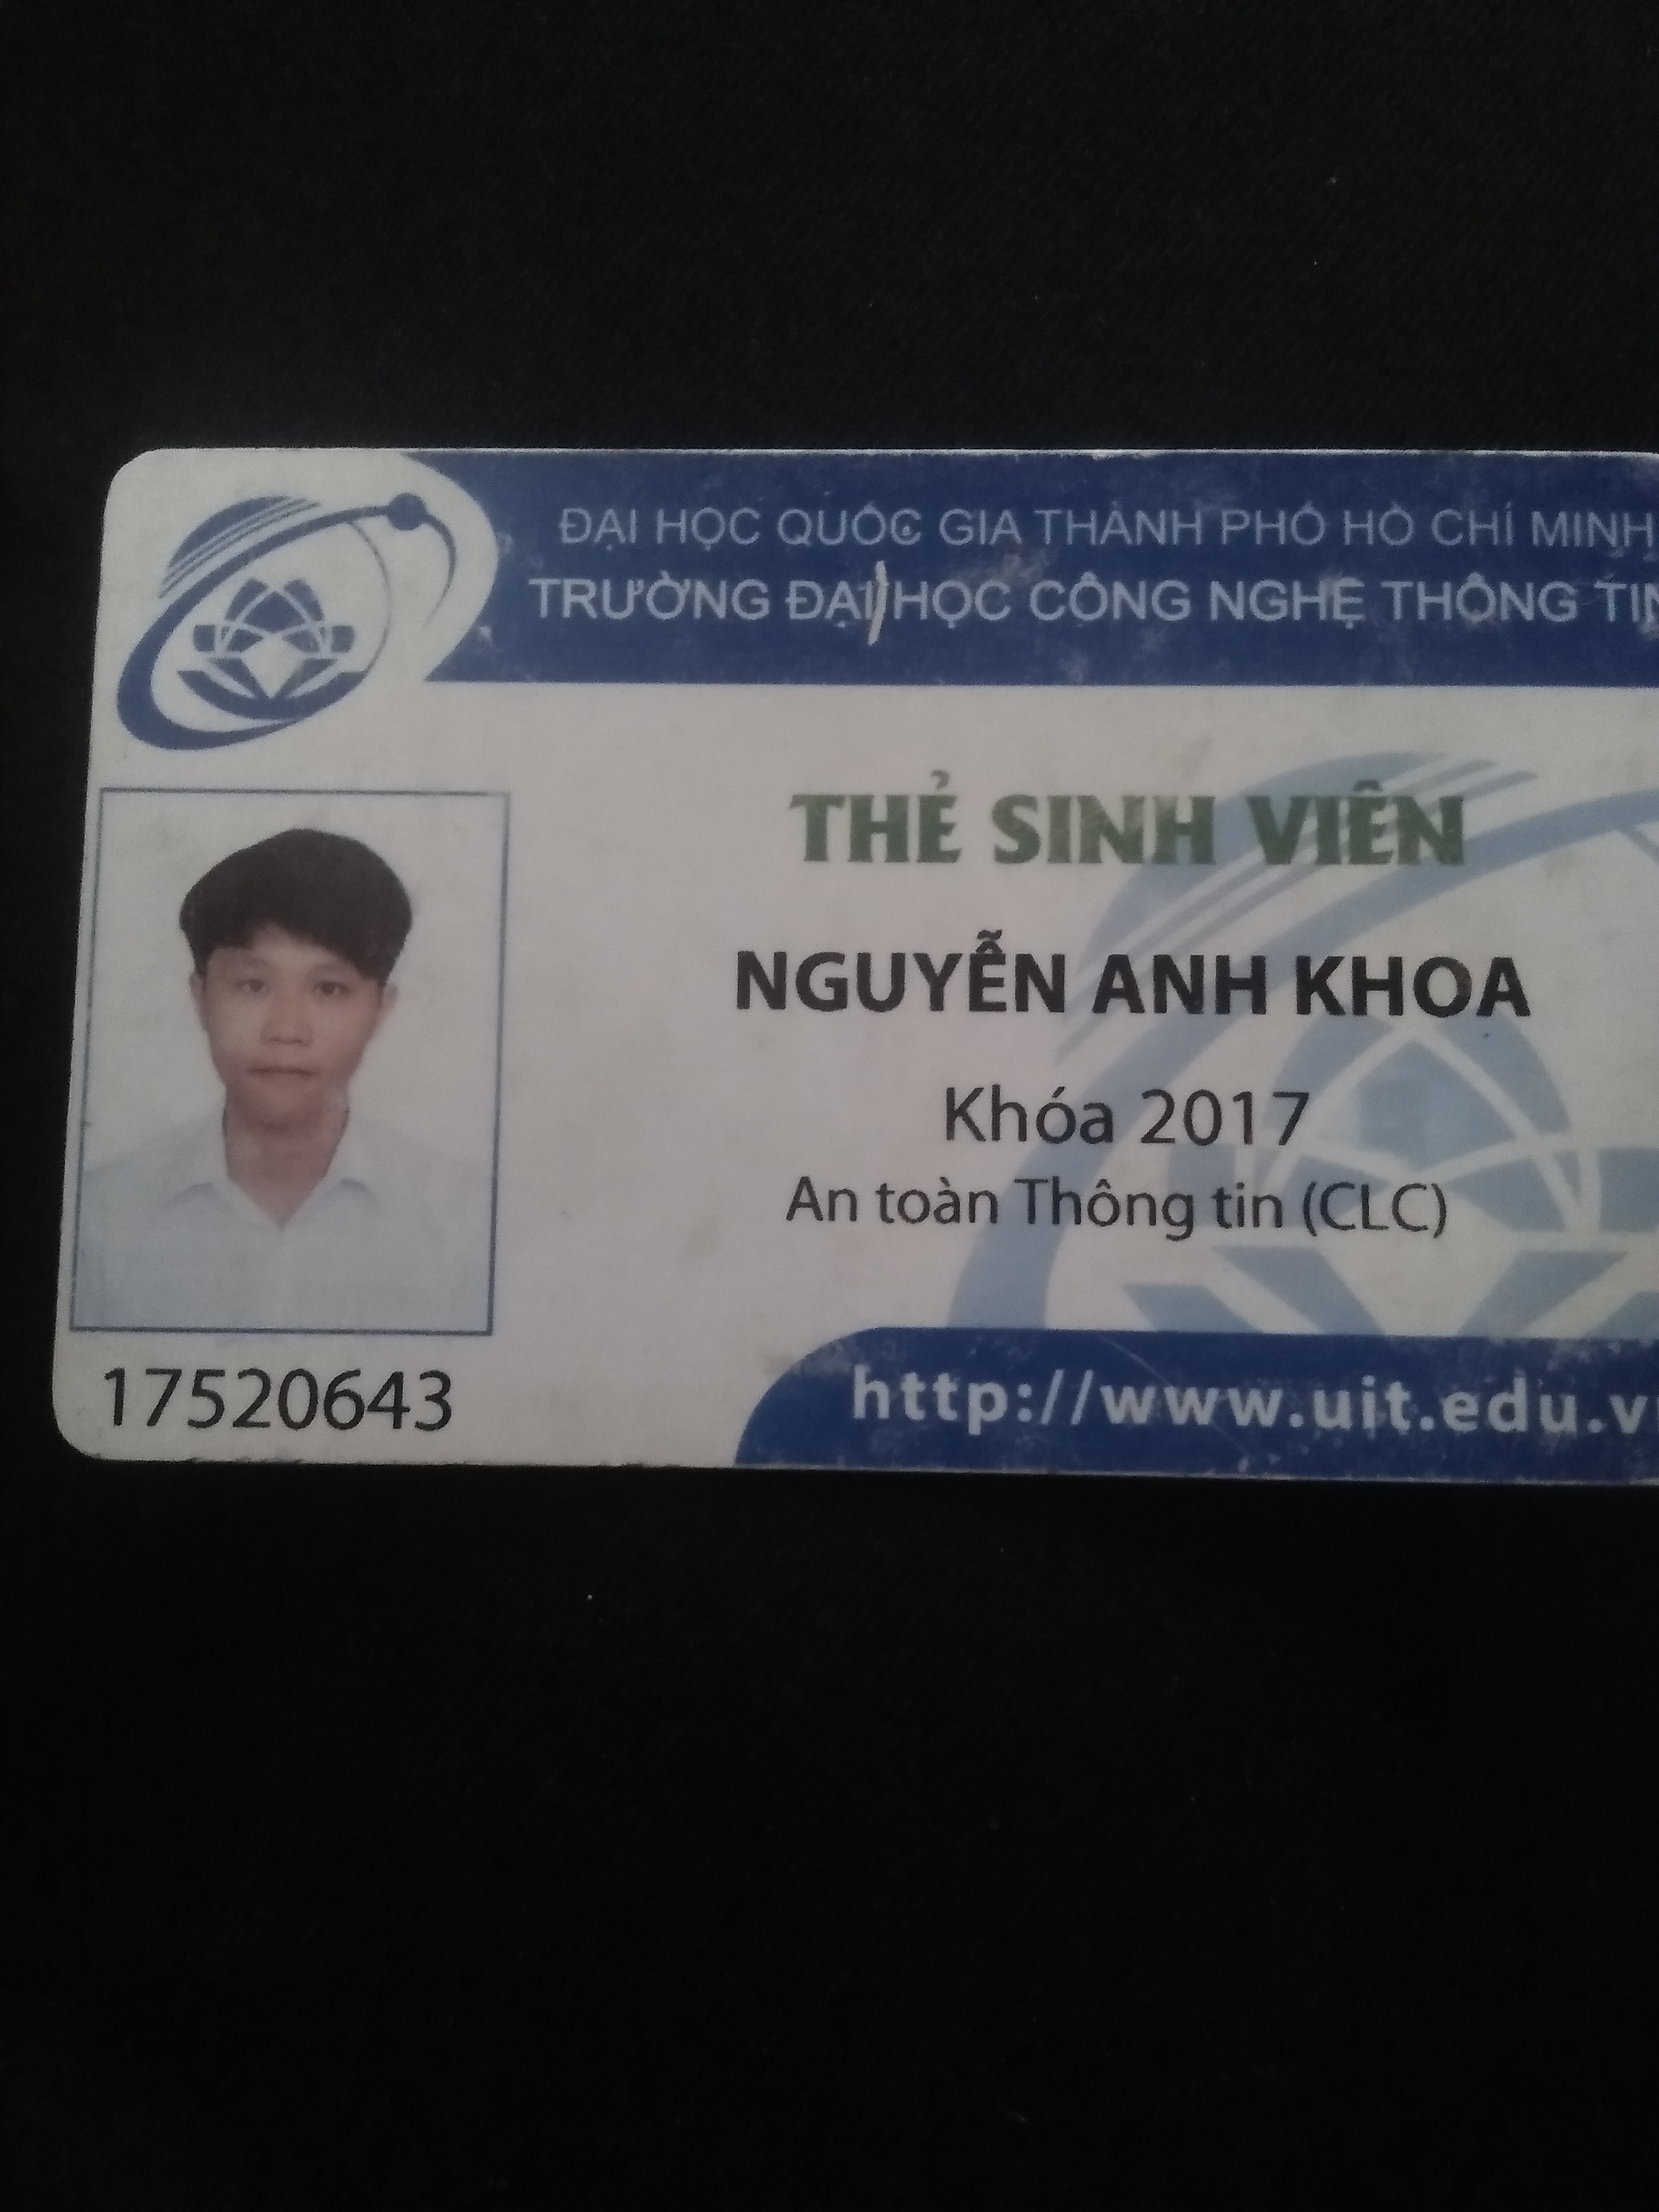 ĐẠI HỌC QUỐC GIA THÀNH PHỐ HỒ CHÍ MINH
TRƯỜNG ĐẠI HỌC CÔNG NGHỆ THÔNG TIN
THẺ SINH VIÊN
NGUYỄN ANH KHOA
Khóa 2017
An toàn Thông tin (CLC)
17520643
http://www.uit.edu.v